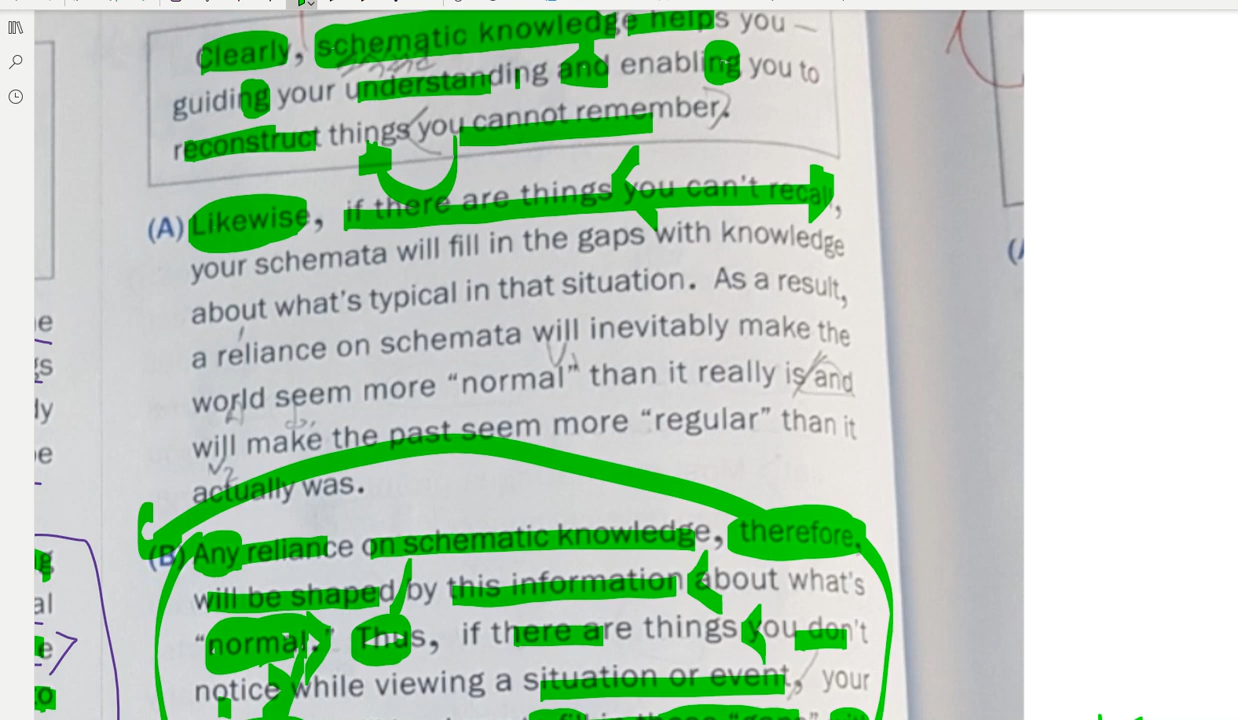 Clearly, schematic knowledge helps you —
guiding your understanding and enabling you to
reconstruct things you cannot remember.
(A) Likewise, if there are things you can't recall,
your schemata will fill in the gaps with knowledge
about what's typical in that situation. As a result,
a reliance on schemata will inevitably make the
world seem more “normal” than it really is and
will make the past seem more “regular” than it
actually was.
(B) Any reliance on schematic knowledge, therefore,
will be shaped by this information about what's
“normal.” Thus, if there are things you don't
notice while viewing a situation or event, your